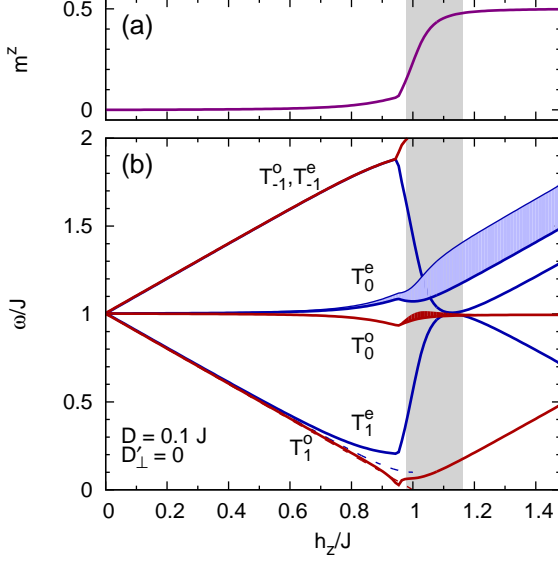 0.5
(a)
m^z
0
2
(b)
T^o_-1,T^e_-1
1.5
T^e_0
ω/J
1
T^o_0
0.5
T^e_1
D = 0.1 J
T^o_1
D′_⊥ = 0
0
0 0.2 0.4 0.6 0.8 1.0 1.2 1.4
h_z/J